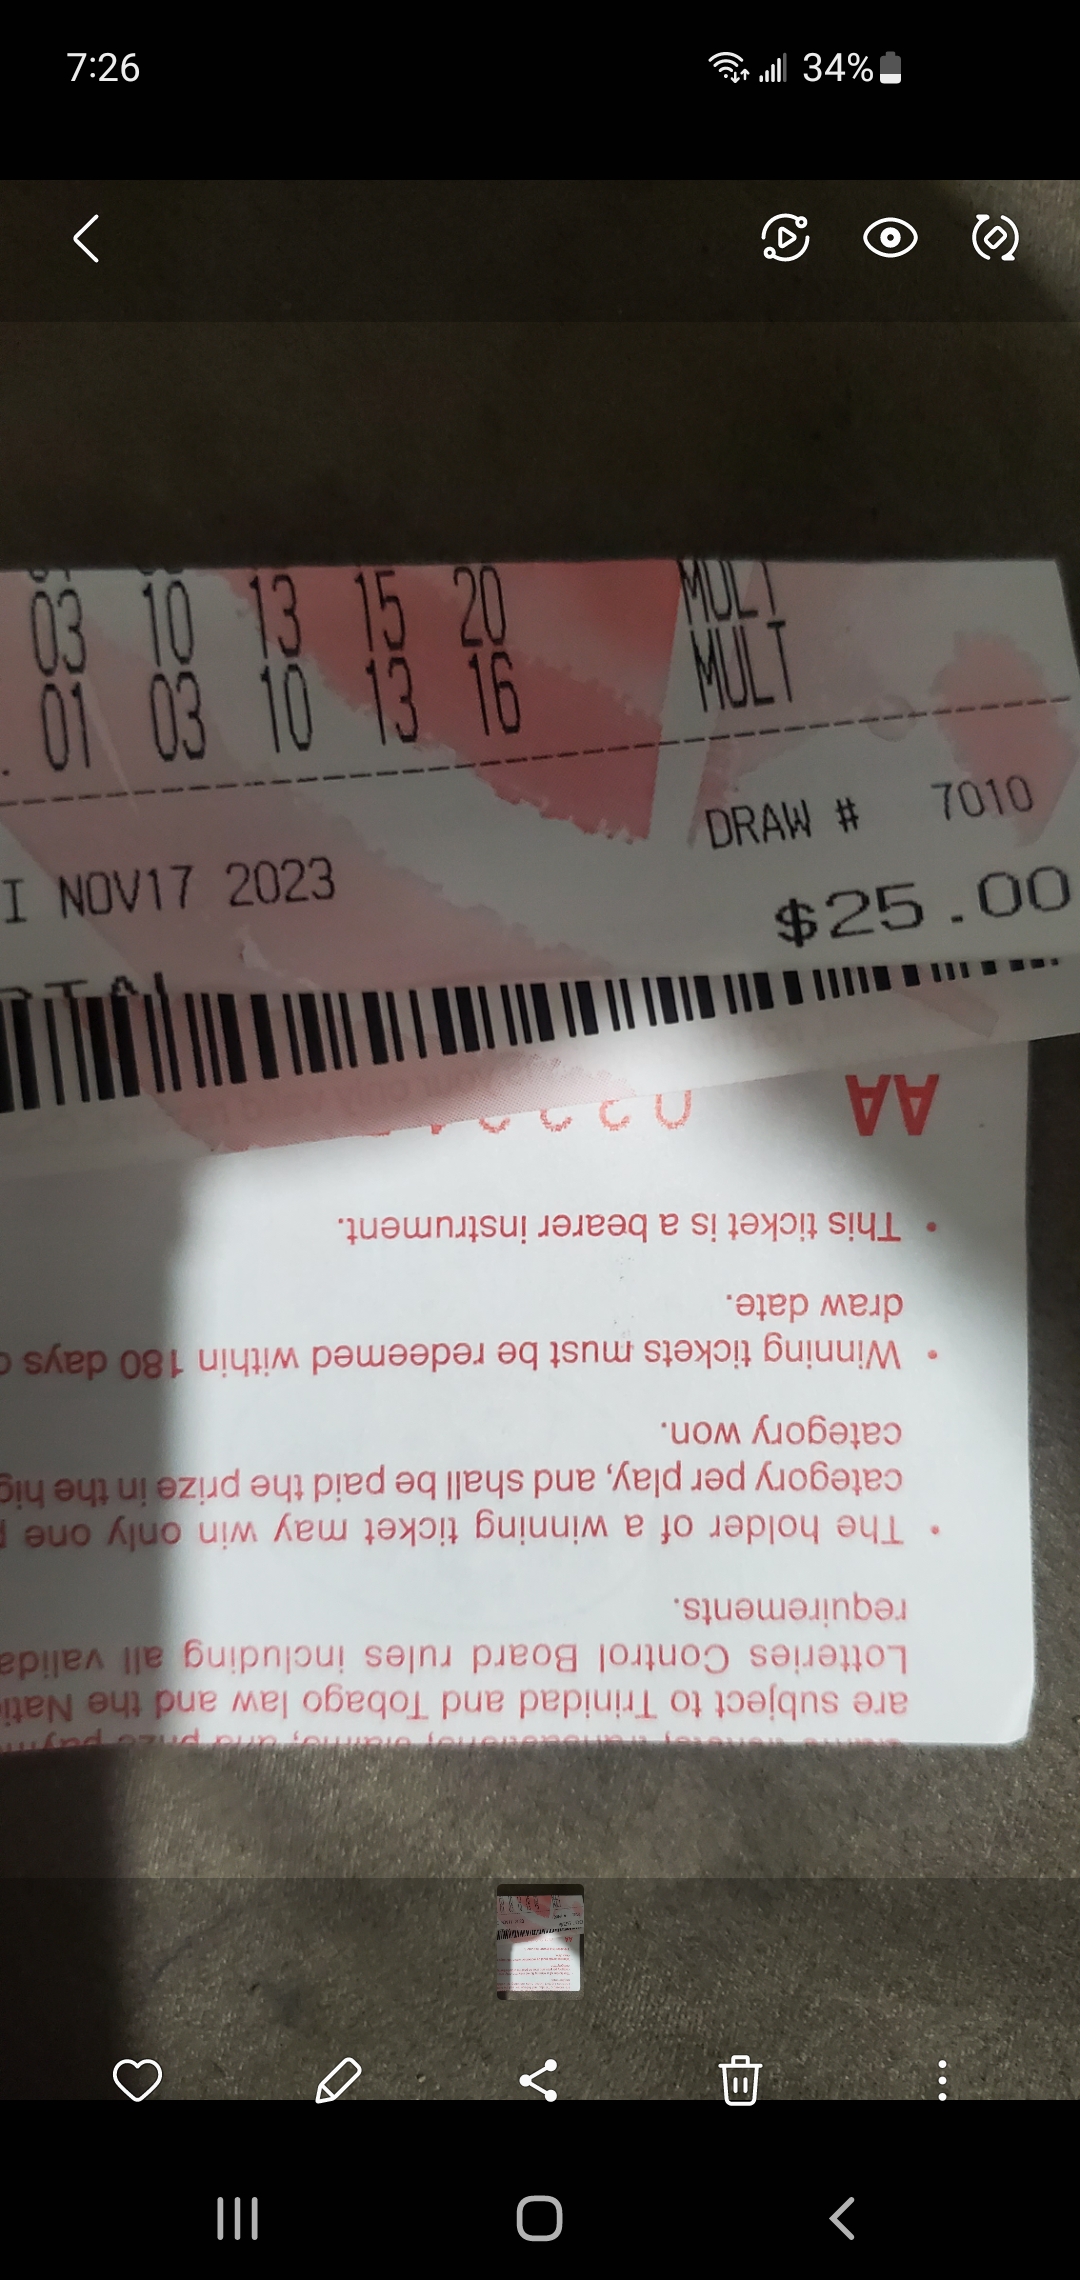 7:26
34%
03 10 13 15 20 MULT
. 01 03 10 13 16 MULT
I NOV17 2023 DRAW # 7010
$25.00
AA
• This ticket is a bearer instrument.
• Winning tickets must be redeemed within 180 days
draw date.
• The holder of a winning ticket may win only one
category per play, and shall be paid the prize in the
category won.
are subject to Trinidad and Tobago law and the
Lotteries Control Board rules including all
requirements.